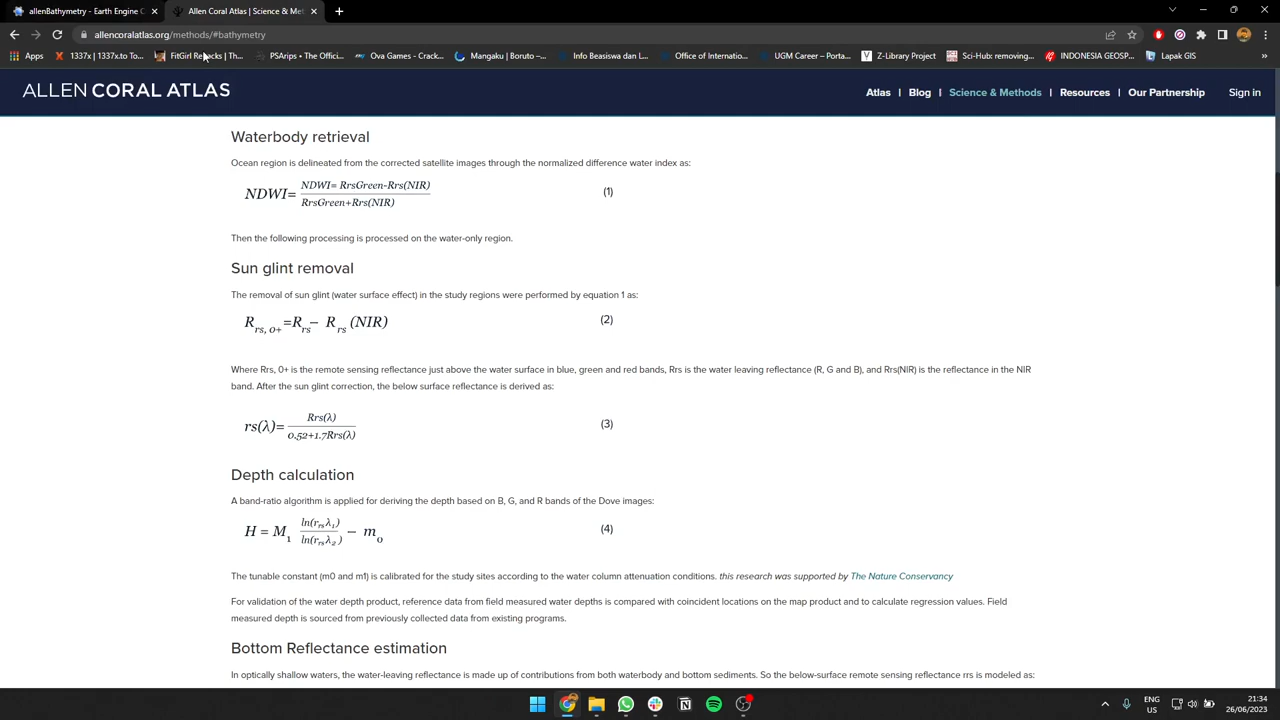 allenBathymetry - Earth Engine C
Allen Coral Atlas | Science & Met
allencoralatlas.org/methods/#bathymetry
Apps
1337x | 1337x.to To...
FitGirl Repacks | Th...
PSArips • The Offici...
Ova Games - Crack...
Mangaku | Boruto –...
Info Beasiswa dan L...
Office of Internatio...
UGM Career – Porta...
Z-Library Project
Sci-Hub: removing...
INDONESIA GEOSP...
Lapak GIS
»
ALLEN CORAL ATLAS
Atlas | Blog | Science & Methods | Resources | Our Partnership
Sign in
Waterbody retrieval
Ocean region is delineated from the corrected satellite images through the normalized difference water index as:
NDWI= NDWI= RrsGreen-Rrs(NIR)
RrsGreen+Rrs(NIR)
(1)
Then the following processing is processed on the water-only region.
Sun glint removal
The removal of sun glint (water surface effect) in the study regions were performed by equation 1 as:
Rrs, 0+=Rrs− Rrs (NIR)
(2)
Where Rrs, 0+ is the remote sensing reflectance just above the water surface in blue, green and red bands, Rrs is the water leaving reflectance (R, G and B), and Rrs(NIR) is the reflectance in the NIR
band. After the sun glint correction, the below surface reflectance is derived as:
rs(λ)= Rrs(λ)
0.52+1.7Rrs(λ)
(3)
Depth calculation
A band-ratio algorithm is applied for deriving the depth based on B, G, and R bands of the Dove images:
H = M1 ln(rrsλ1)
ln(rrsλ2) − m0
(4)
The tunable constant (m0 and m1) is calibrated for the study sites according to the water column attenuation conditions. this research was supported by The Nature Conservancy
For validation of the water depth product, reference data from field measured water depths is compared with coincident locations on the map product and to calculate regression values. Field
measured depth is sourced from previously collected data from existing programs.
Bottom Reflectance estimation
In optically shallow waters, the water-leaving reflectance is made up of contributions from both waterbody and bottom sediments. So the below-surface remote sensing reflectance rrs is modeled as:
ENG
US
21:34
26/06/2023